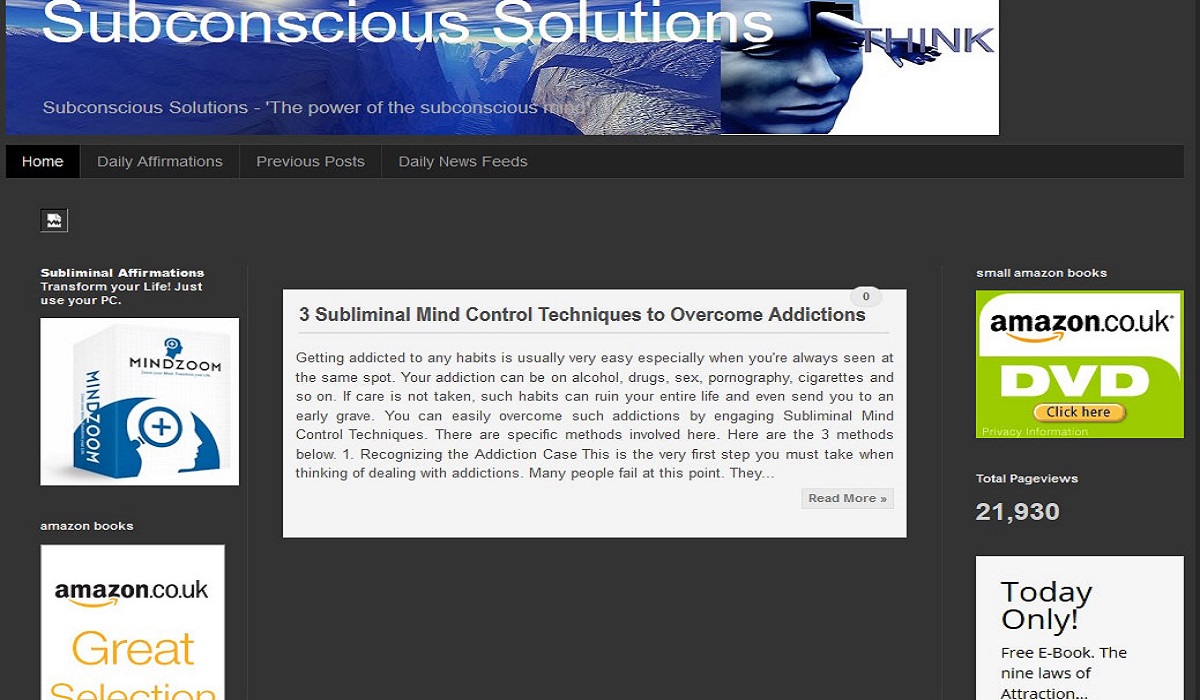 Subconscious Solutions
THINK
Subconscious Solutions - 'The power of the subconscious mind'
Home
Daily Affirmations
Previous Posts
Daily News Feeds
Subliminal Affirmations
Transform your Life! Just
use your PC.
MINDZOOM
MINDZOOM
amazon books
amazon.co.uk
Great
Selection
0
3 Subliminal Mind Control Techniques to Overcome Addictions
Getting addicted to any habits is usually very easy especially when you're always seen at
the same spot. Your addiction can be on alcohol, drugs, sex, pornography, cigarettes and
so on. If care is not taken, such habits can ruin your entire life and even send you to an
early grave. You can easily overcome such addictions by engaging Subliminal Mind
Control Techniques. There are specific methods involved here. Here are the 3 methods
below. 1. Recognizing the Addiction Case This is the very first step you must take when
thinking of dealing with addictions. Many people fail at this point. They...
Read More »
small amazon books
amazon.co.uk
DVD
Click here
Privacy Information
Total Pageviews
21,930
Today
Only!
Free E-Book. The
nine laws of
Attraction...